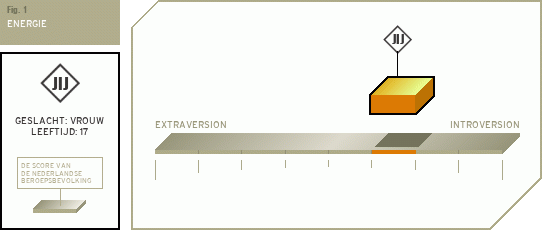 Fig. 1
ENERGIE
JIJ
GESLACHT: VROUW
LEEFTIJD: 17
DE SCORE VAN
DE NEDERLANDSE
BEROEPSBEVOLKING
JIJ
EXTRAVERSION
INTROVERSION